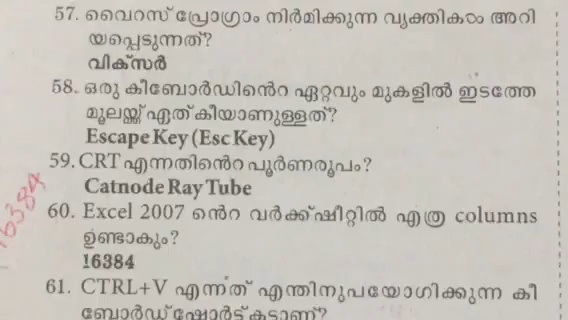 57. വൈറസ് പ്രോഗ്രാം നിർമിക്കുന്ന വ്യക്തികൾ അറി
യപ്പെടുന്നത്?
വിക്സർ
58. ഒരു കീബോർഡിന്റെ ഏറ്റവും മുകളിൽ ഇടത്തേ
മൂലയ്ക്ക് ഏത് കീയാണുള്ളത്?
Escape Key (Esc Key)
59. CRT എന്നതിന്റെ പൂർണരൂപം?
Catnode Ray Tube
60. Excel 2007 ന്റെ വർക്ക്ഷീറ്റിൽ എത്ര columns
ഉണ്ടാകും?
16384
16384
61. CTRL+V എന്നത് എന്തിനുപയോഗിക്കുന്ന കീ
ബോർഡ് ഷോർട്ട്കട്ടാണ്?